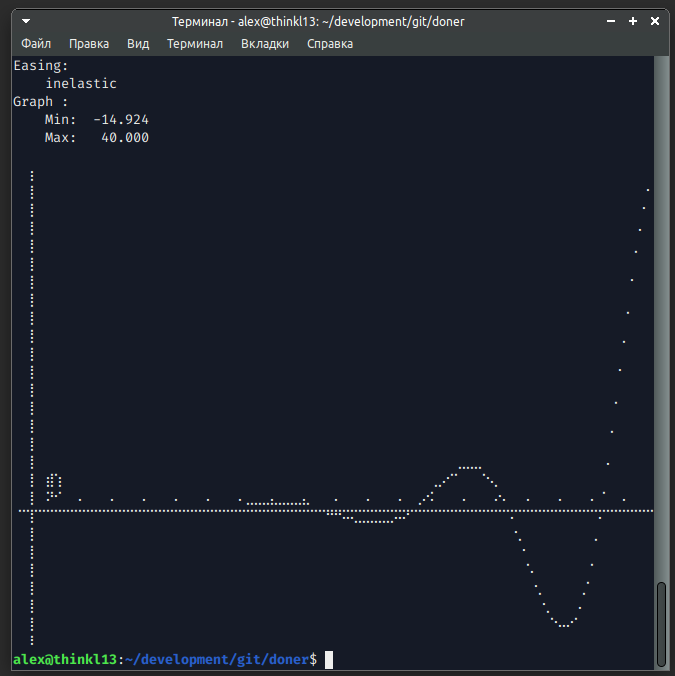 Терминал - alex@thinkl13: ~/development/git/doner
Файл Правка Вид Терминал Вкладки Справка
Easing:
    inelastic
Graph :
    Min:  -14.924
    Max:   40.000
alex@thinkl13:~/development/git/doner$